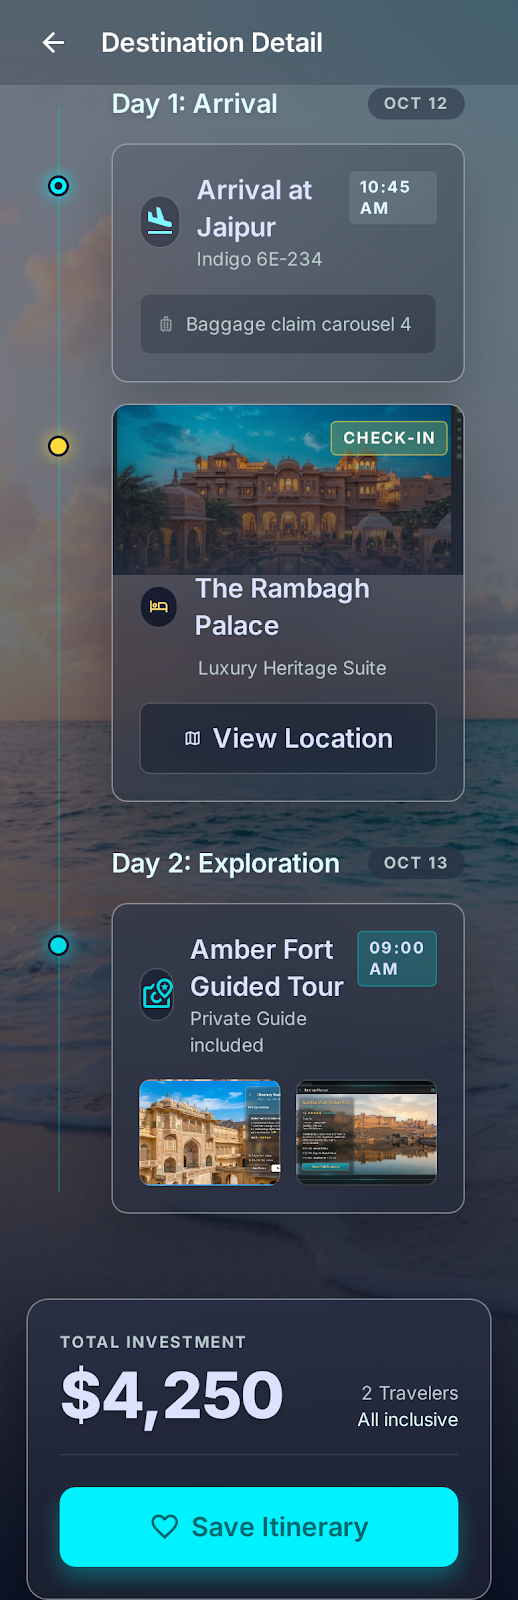 Destination Detail
Day 1: Arrival
OCT 12
Arrival at
Jaipur
10:45
AM
Indigo 6E-234
Baggage claim carousel 4
CHECK-IN
The Rambagh
Palace
Luxury Heritage Suite
View Location
Day 2: Exploration
OCT 13
Amber Fort
Guided Tour
09:00
AM
Private Guide
included
TOTAL INVESTMENT
$4,250
2 Travelers
All inclusive
Save Itinerary